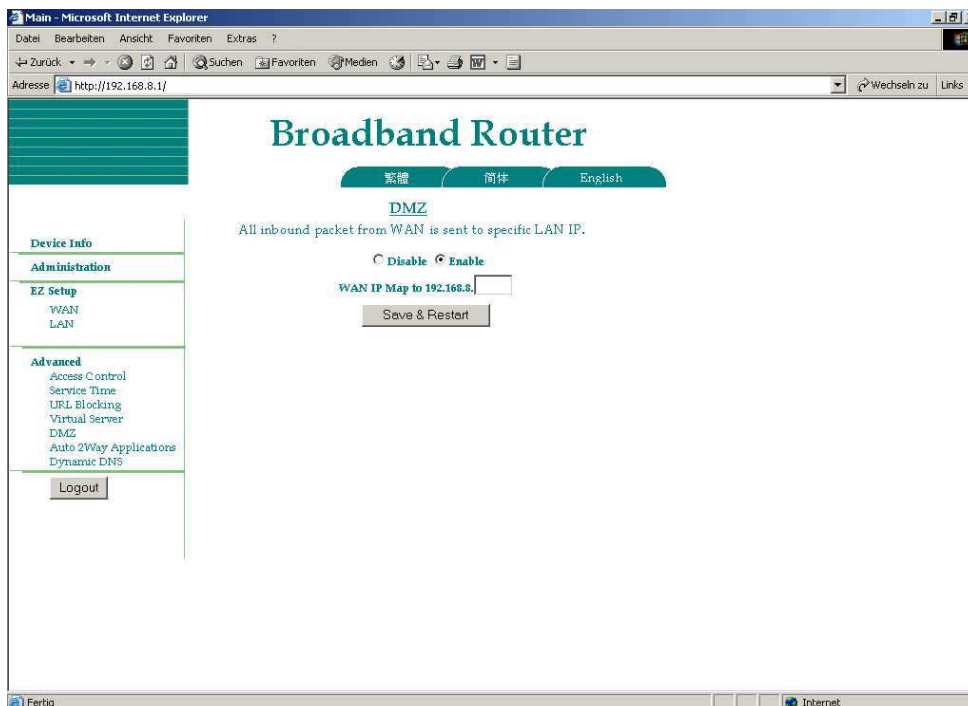 Main - Microsoft Internet Explorer
Datei Bearbeiten Ansicht Favoriten Extras ?
Zurück Suchen Favoriten Medien
Adresse http://192.168.8.1/ Wechseln zu Links
Broadband Router
繁體 简体 English
DMZ
All inbound packet from WAN is sent to specific LAN IP.
Disable Enable
WAN IP Map to 192.168.8.
Save & Restart
Device Info
Administration
EZ Setup
WAN
LAN
Advanced
Access Control
Service Time
URL Blocking
Virtual Server
DMZ
Auto 2Way Applications
Dynamic DNS
Logout
Fertig Internet